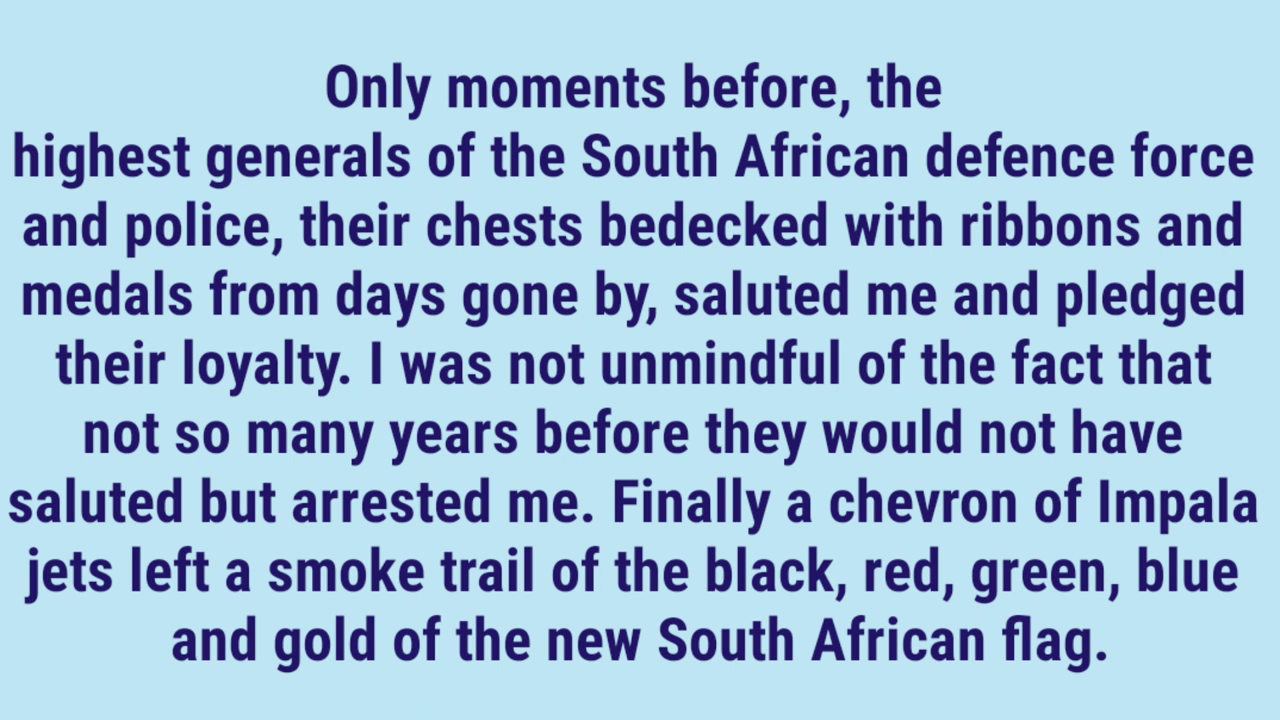 Only moments before, the
highest generals of the South African defence force
and police, their chests bedecked with ribbons and
medals from days gone by, saluted me and pledged
their loyalty. I was not unmindful of the fact that
not so many years before they would not have
saluted but arrested me. Finally a chevron of Impala
jets left a smoke trail of the black, red, green, blue
and gold of the new South African flag.